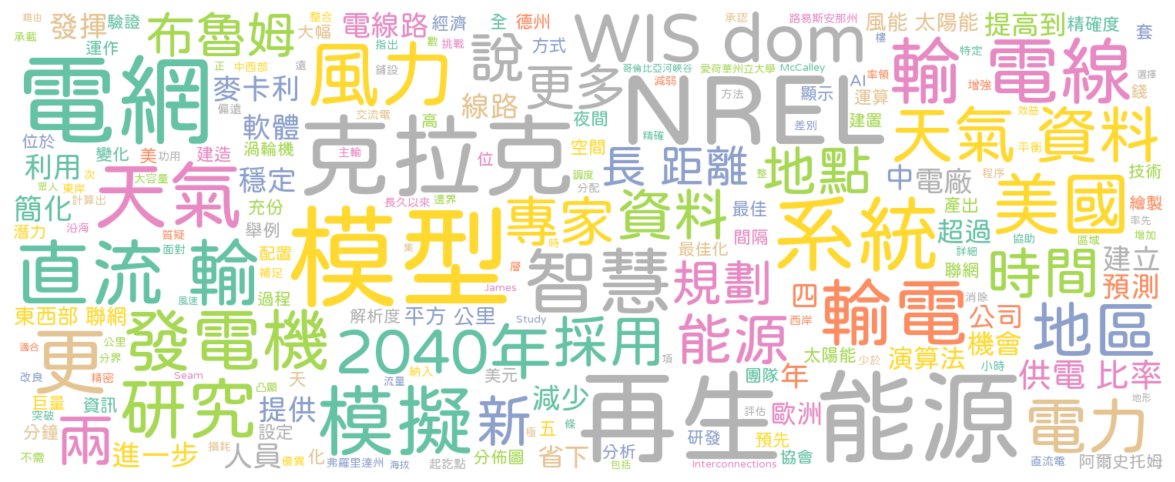 藉由 驗證 發揮 布魯姆 電線路 經濟 整合 大幅 全 德州 WIS dom 承認 路易斯安那州 風能 太陽能 提高到 精確度 套
承載 運作 指出 數 挑戰 說 方式 哥倫比亞河峽谷 愛荷華州立大學 McCalley 率領 樓 特定
電網 正 中西部 遠 鋪設 風力 更多 減弱 顯示 AI 增強 輸 電線 選擇
麥卡利 偏遠 線路 NREL 方法 運算 錢
位於 軟體 交流電 高 夜間 差別 建置 效益 天氣 資料
變化 美 功用 渦輪機 主輸 克拉克 位 空間 精確 平衡 程序
利用 建造 調度 長 距離 地點 整 中 電廠 技術
眾人 次 東岸 大容量 天氣 穩定 分配 產出 美國 繪製
簡化 計算出 充份 長久以來 邊界 專家 資料 最佳 系統 超過 協助 率先
潛力 沿海 質疑 舉例 模型 集 時 間隔 詳細 區域 增加
直流 輸 面對 配置 層 智慧 最佳化 規劃 聯網 時間 建立
補足 James 四 輸電 消除 預測
東西部 聯網 風速 過程 解析度 平方 公里 Study 西岸 公司 地區
適合 公里 分界 發電機 2040年 採用 項 能源 太陽能 少於 機會
更 改良 精密 Seam 凸顯 天 流量 納入 美元 團隊 年 演算法 小時 供電 比率
巨量 突破 資訊 研究 提供 模擬 新 減少 再生 能源 評估 歐洲 地形
分鐘 兩 設定 五 條 研發 預先 電力
不需 進一步 損耗 優異 化 人員 極 分佈圖 省下 分析 包括 協會
弗羅里達州 海拔 起訖點 Interconnections 直流電 阿爾史托姆